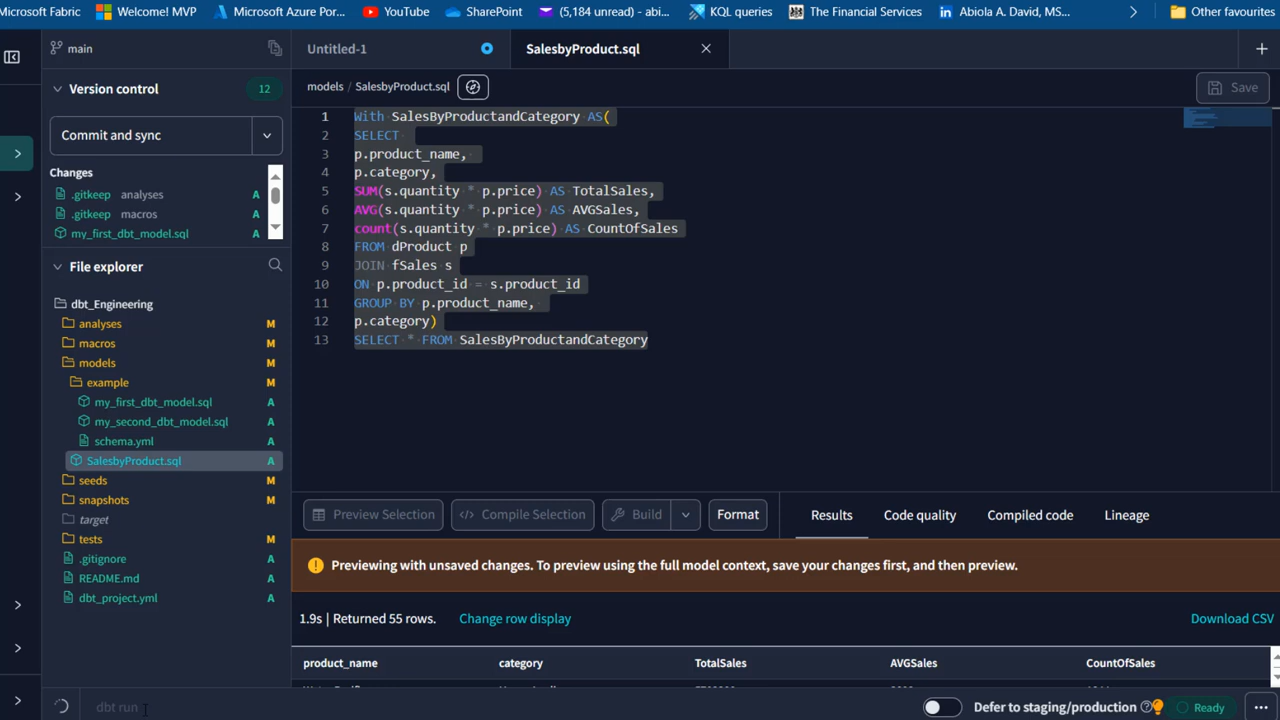 Microsoft Fabric
Welcome! MVP
Microsoft Azure Por...
YouTube
SharePoint
(5,184 unread) - abi...
KQL queries
The Financial Services
Abiola A. David, MS...
Other favourites
main
Untitled-1
SalesbyProduct.sql
Version control
12
models / SalesbyProduct.sql
Save
Commit and sync
Changes
.gitkeep analyses A
.gitkeep macros A
my_first_dbt_model.sql A
File explorer
dbt_Engineering
analyses M
macros M
models M
example M
my_first_dbt_model.sql A
my_second_dbt_model.sql A
schema.yml A
SalesbyProduct.sql A
seeds M
snapshots M
target
tests M
.gitignore A
README.md A
dbt_project.yml A
1 With SalesByProductandCategory AS(
2 SELECT
3 p.product_name,
4 p.category,
5 SUM(s.quantity * p.price) AS TotalSales,
6 AVG(s.quantity * p.price) AS AVGSales,
7 count(s.quantity * p.price) AS CountOfSales
8 FROM dProduct p
9 JOIN fSales s
10 ON p.product_id = s.product_id
11 GROUP BY p.product_name,
12 p.category)
13 SELECT * FROM SalesByProductandCategory
Preview Selection
Compile Selection
Build
Format
Results
Code quality
Compiled code
Lineage
Previewing with unsaved changes. To preview using the full model context, save your changes first, and then preview.
1.9s | Returned 55 rows.
Change row display
Download CSV
product_name category TotalSales AVGSales CountOfSales
dbt run
Defer to staging/production
Ready